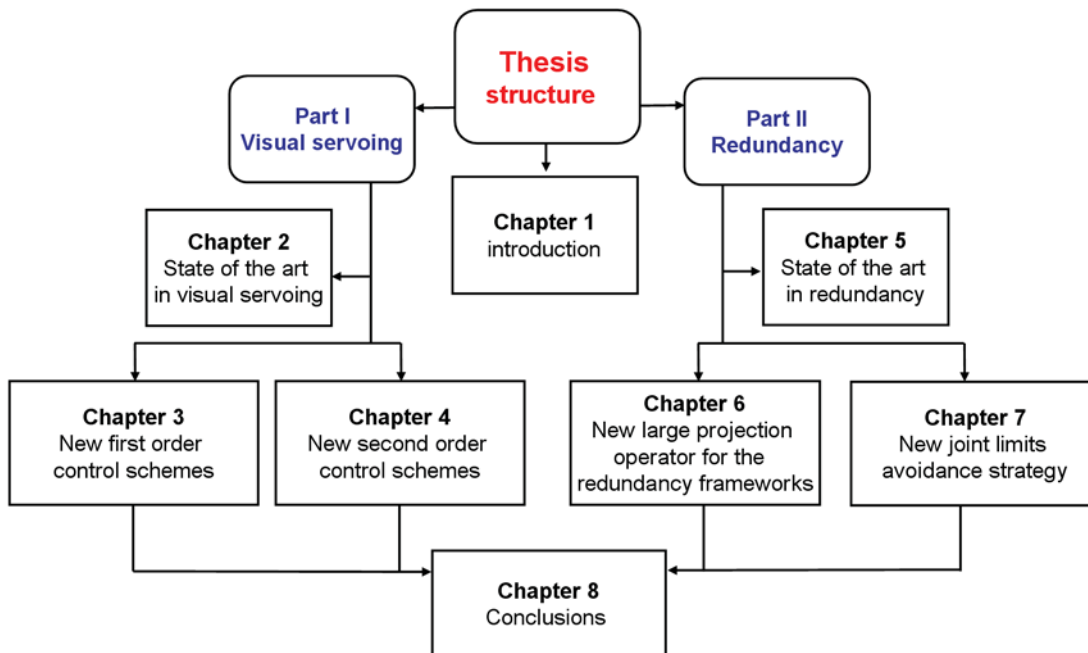 Thesis
structure
Part I
Visual servoing
Part II
Redundancy
Chapter 1
introduction
Chapter 2
State of the art
in visual servoing
Chapter 5
State of the art
in redundancy
Chapter 3
New first order
control schemes
Chapter 4
New second order
control schemes
Chapter 6
New large projection
operator for the
redundancy frameworks
Chapter 7
New joint limits
avoidance strategy
Chapter 8
Conclusions